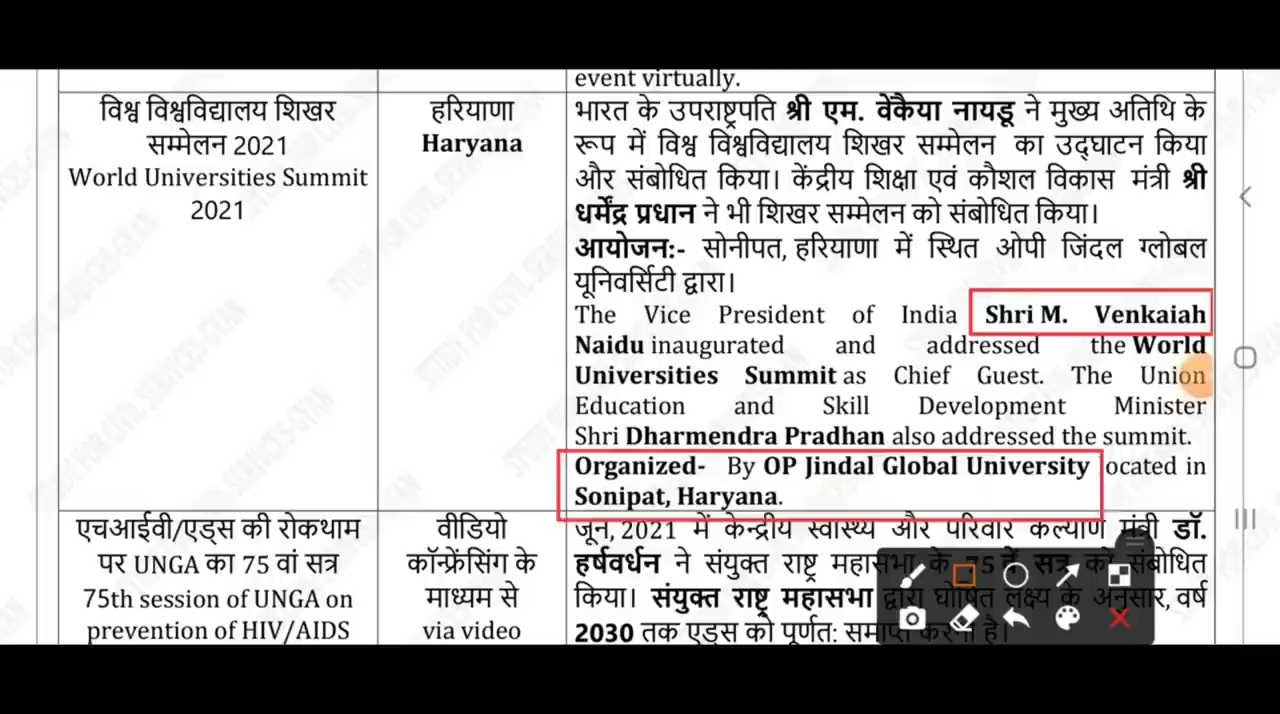 event virtually.
विश्व विश्वविद्यालय शिखर
सम्मेलन 2021
World Universities Summit
2021
हरियाणा
Haryana
भारत के उपराष्ट्रपति श्री एम. वेंकैया नायडू ने मुख्य अतिथि के
रूप में विश्व विश्वविद्यालय शिखर सम्मेलन का उद्घाटन किया
और संबोधित किया। केंद्रीय शिक्षा एवं कौशल विकास मंत्री श्री
धर्मेंद्र प्रधान ने भी शिखर सम्मेलन को संबोधित किया।
आयोजन:- सोनीपत, हरियाणा में स्थित ओपी जिंदल ग्लोबल
यूनिवर्सिटी द्वारा।
The Vice President of India Shri M. Venkaiah
Naidu inaugurated and addressed the World
Universities Summit as Chief Guest. The Union
Education and Skill Development Minister
Shri Dharmendra Pradhan also addressed the summit.
Organized- By OP Jindal Global University ocated in
Sonipat, Haryana.
एचआईवी/एड्स की रोकथाम
पर UNGA का 75 वां सत्र
75th session of UNGA on
prevention of HIV/AIDS
वीडियो
कॉन्फ्रेंसिंग के
माध्यम से
via video
जून, 2021 में केन्द्रीय स्वास्थ्य और परिवार कल्याण मंत्री डॉ.
हर्षवर्धन ने संयुक्त राष्ट्र महासभा के 75 वें सत्र को संबोधित
किया। संयुक्त राष्ट्र महासभा द्वारा घोषित लक्ष्य के अनुसार, वर्ष
2030 तक एड्स को पूर्णत: समाप्त करना है।